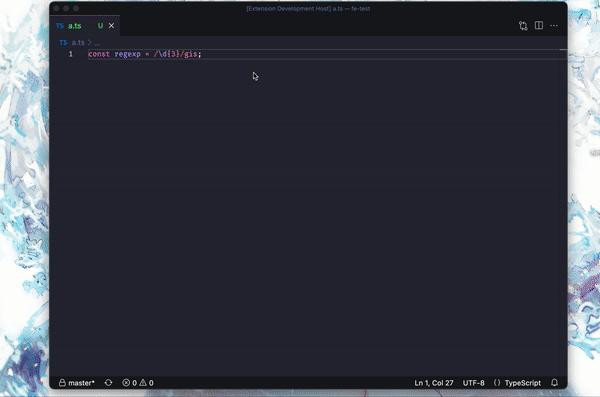 [Extension Development Host] a.ts — fe-test
TS a.ts U ×
TS a.ts > ...
1 const regexp = /\d{3}/gis;
master* 0 0 Ln 1, Col 27 UTF-8 {} TypeScript